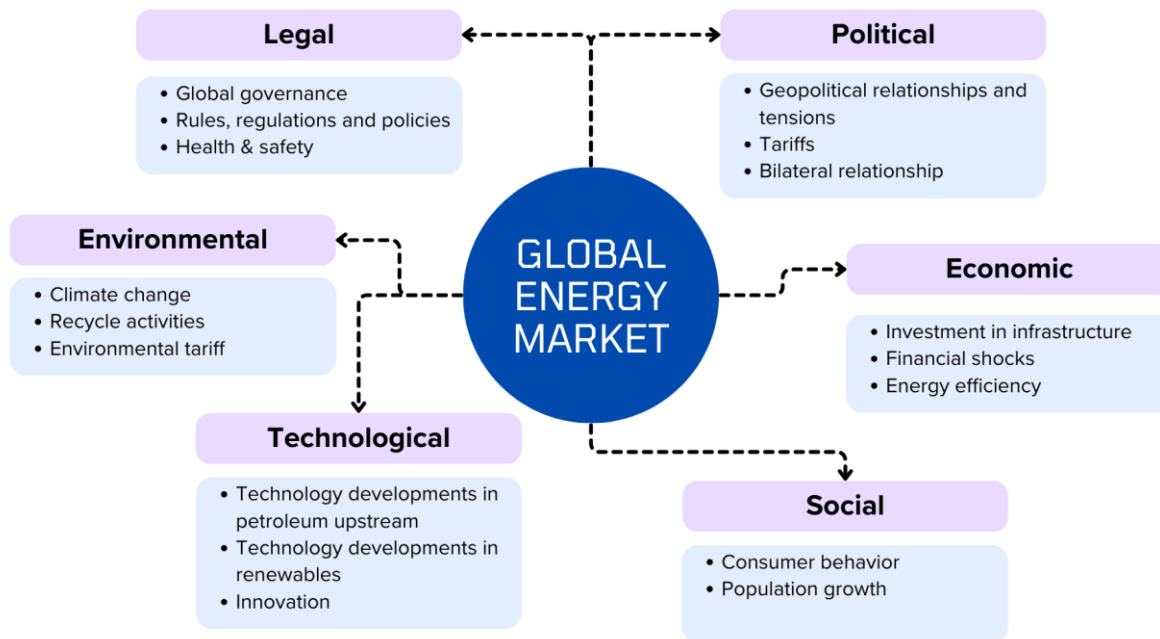 Legal
• Global governance
• Rules, regulations and policies
• Health & safety
Political
• Geopolitical relationships and
tensions
• Tariffs
• Bilateral relationship
Environmental
• Climate change
• Recycle activities
• Environmental tariff
GLOBAL
ENERGY
MARKET
Economic
• Investment in infrastructure
• Financial shocks
• Energy efficiency
Technological
• Technology developments in
petroleum upstream
• Technology developments in
renewables
• Innovation
Social
• Consumer behavior
• Population growth